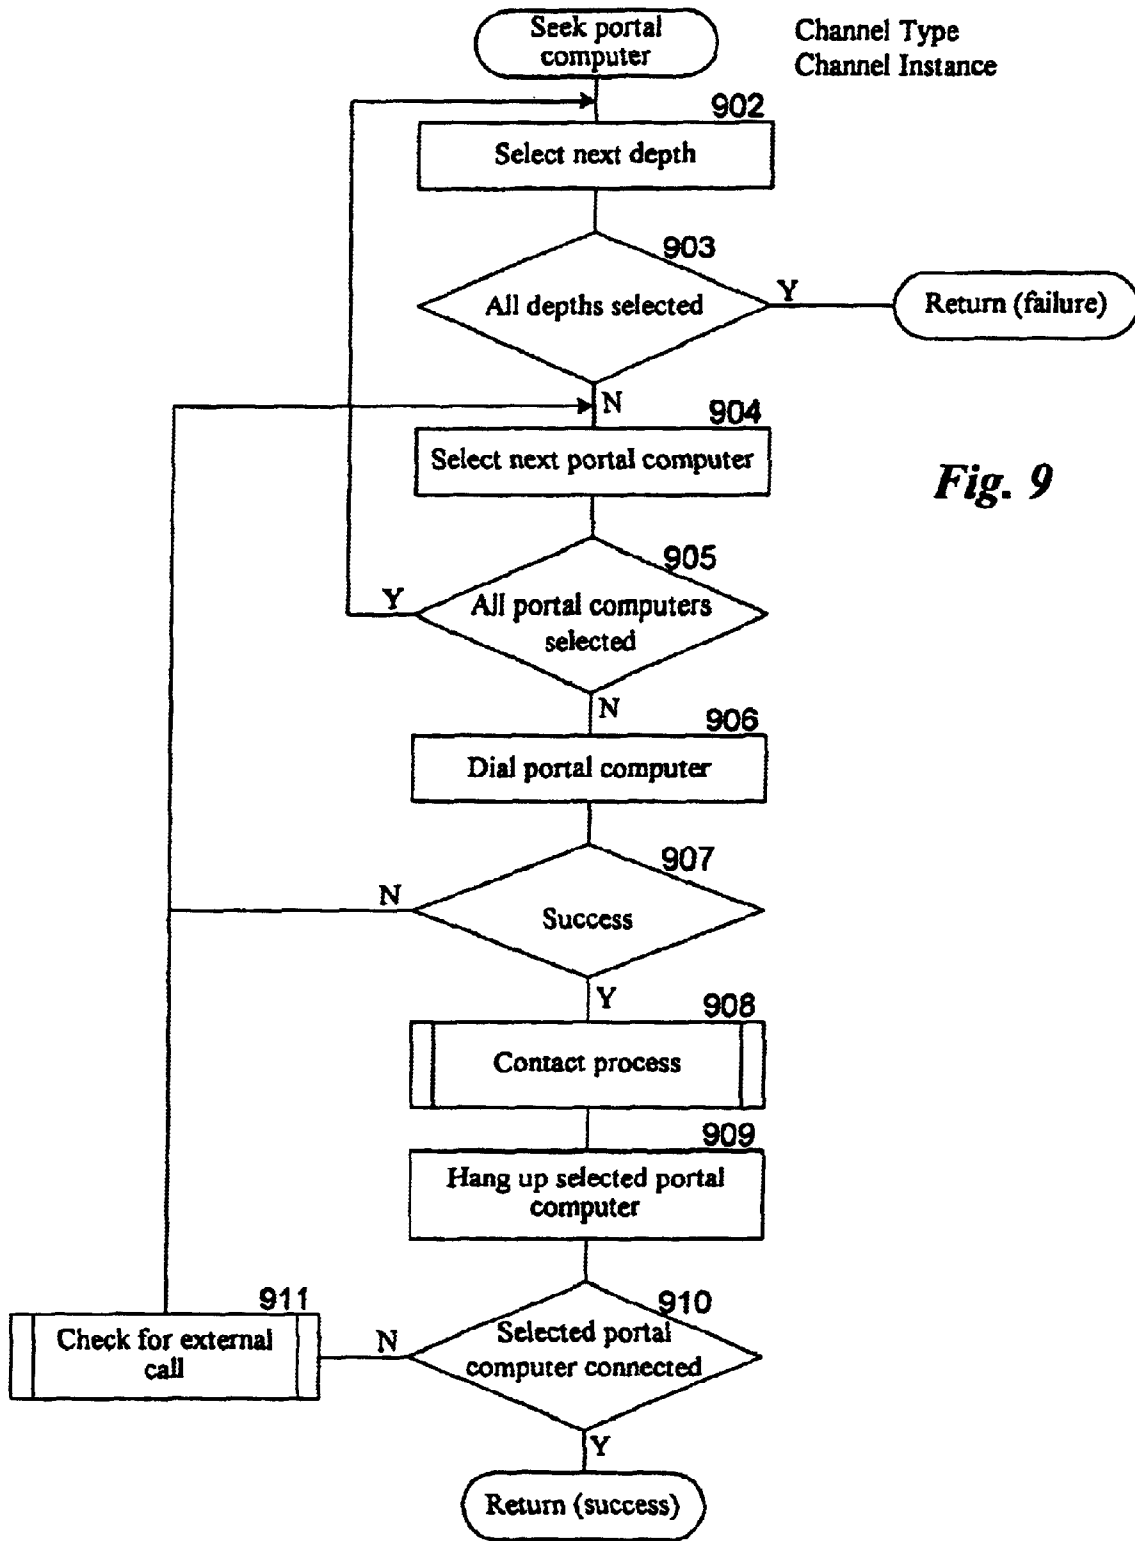 Seek portal
computer
Channel Type
Channel Instance
902
Select next depth
903
All depths selected
Y
Return (failure)
N
904
Select next portal computer
Fig. 9
905
Y
All portal computers
selected
N
906
Dial portal computer
907
N
Success
Y
908
Contact process
909
Hang up selected portal
computer
911
910
Check for external
call
N
Selected portal
computer connected
Y
Return (success)